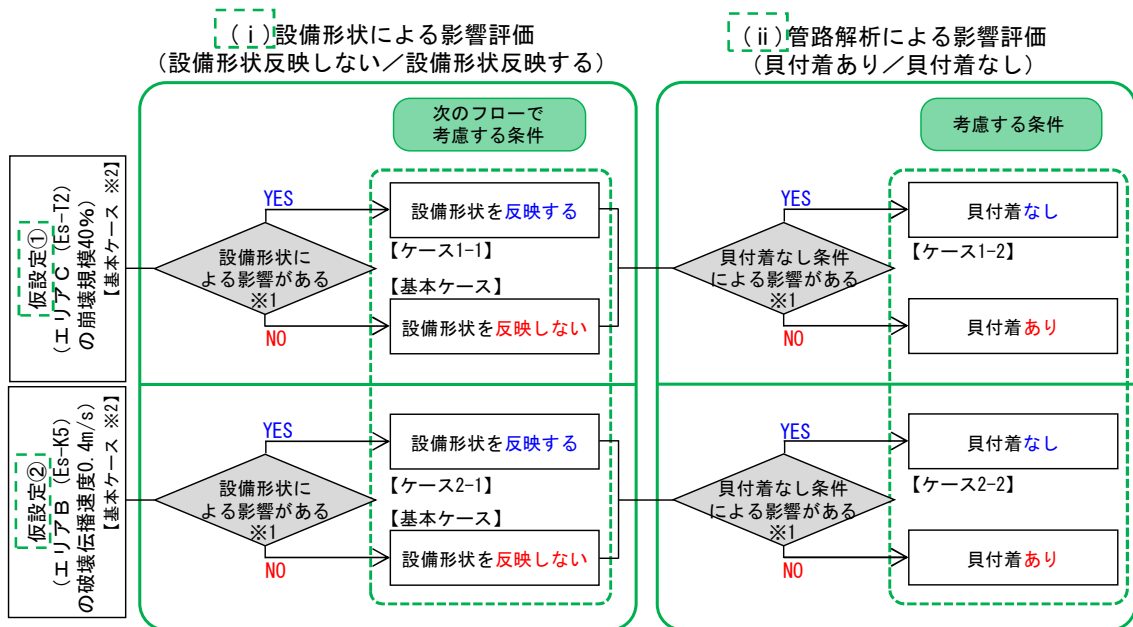 (ⅰ)設備形状による影響評価
(設備形状反映しない/設備形状反映する)
(ⅱ)管路解析による影響評価
(貝付着あり/貝付着なし)
次のフローで
考慮する条件
考慮する条件
仮設定①
(エリアC(Es-T2)
の崩壊規模40%)
【基本ケース ※2】
設備形状に
よる影響がある
※1
YES
NO
設備形状を反映する
【ケース1-1】
【基本ケース】
設備形状を反映しない
貝付着なし条件
による影響がある
※1
YES
NO
貝付着なし
【ケース1-2】
貝付着あり
仮設定②
(エリアB(Es-K5)
の破壊伝播速度0.4m/s)
【基本ケース ※2】
設備形状に
よる影響がある
※1
YES
NO
設備形状を反映する
【ケース2-1】
【基本ケース】
設備形状を反映しない
貝付着なし条件
による影響がある
※1
YES
NO
貝付着なし
【ケース2-2】
貝付着あり